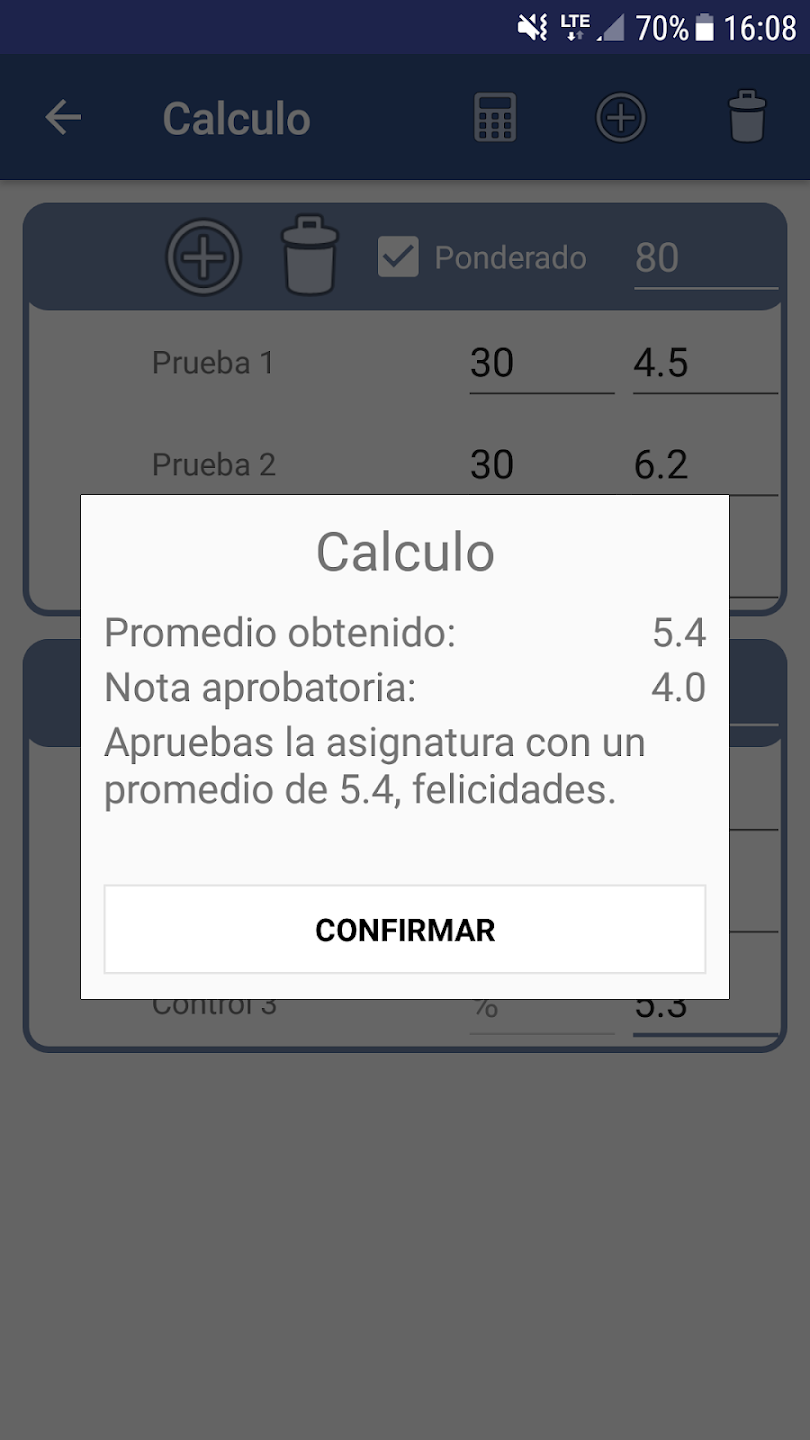 LTE 70% 16:08
Calculo
Ponderado 80
Prueba 1 30 4.5
Prueba 2 30 6.2
Calculo
Promedio obtenido: 5.4
Nota aprobatoria: 4.0
Apruebas la asignatura con un
promedio de 5.4, felicidades.
CONFIRMAR
Control 3 % 5.3